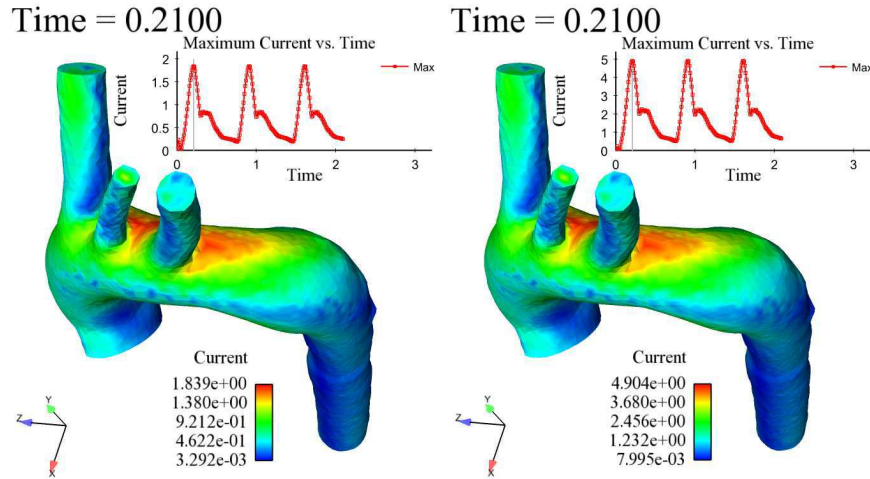 Time = 0.2100
Maximum Current vs. Time
Current
2
1.5
1
0.5
0
0
1
2
3
Time
Max
Current
1.839e+00
1.380e+00
9.212e-01
4.622e-01
3.292e-03
Y
Z
X
Time = 0.2100
Maximum Current vs. Time
Current
5
4
3
2
1
0
0
1
2
3
Time
Max
Current
4.904e+00
3.680e+00
2.456e+00
1.232e+00
7.995e-03
Y
Z
X